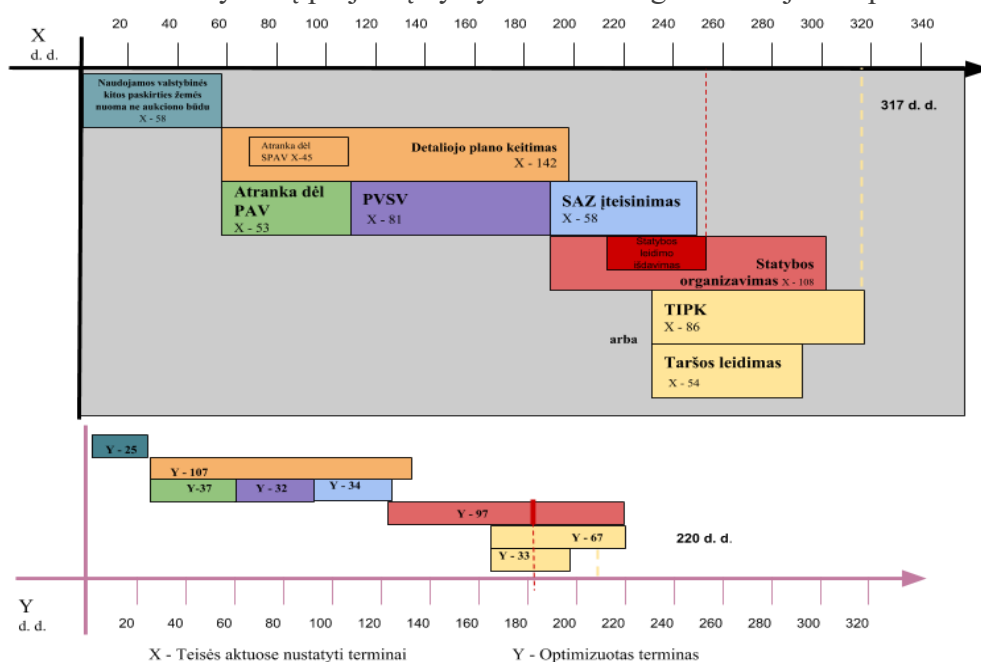 X
d. d.
20 40 60 80 100 120 140 160 180 200 220 240 260 280 300 320 340
Naudojamos valstybinės
kitos paskirties žemės
nuoma ne aukciono būdu
X - 58
317 d. d.
Atranka dėl
SPAV X-45
Detaliojo plano keitimas
X - 142
Atranka dėl
PAV
X - 53
PVSV
X - 81
SAZ įteisinimas
X - 58
Statybos
leidimo
išdavimas
Statybos
organizavimas X - 108
TIPK
X - 86
arba
Taršos leidimas
X - 54
Y - 25
Y - 107
Y-37
Y - 32
Y - 34
Y - 97
Y - 67
Y - 33
220 d. d.
Y
d. d.
20 40 60 80 100 120 140 160 180 200 220 240 260 280 300 320
X - Teisės aktuose nustatyti terminai
Y - Optimizuotas terminas